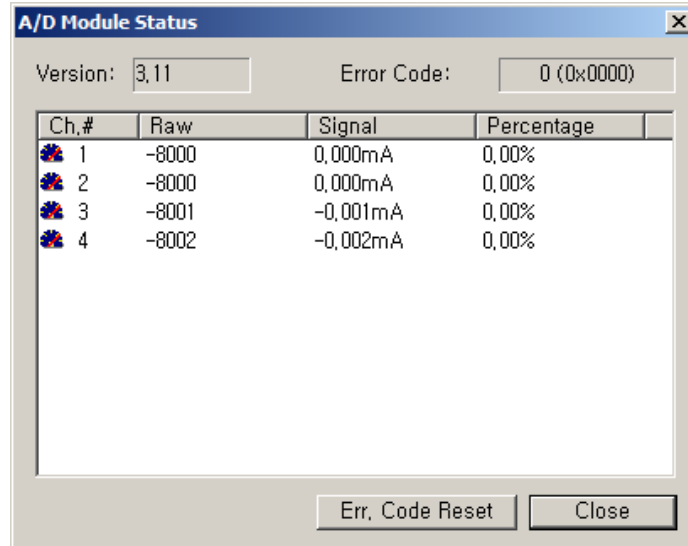 A/D Module Status
Version: 3,11 Error Code: 0 (0x0000)
Ch,# Raw Signal Percentage
1 -8000 0,000mA 0,00%
2 -8000 0,000mA 0,00%
3 -8001 -0,001mA 0,00%
4 -8002 -0,002mA 0,00%
Err, Code Reset Close